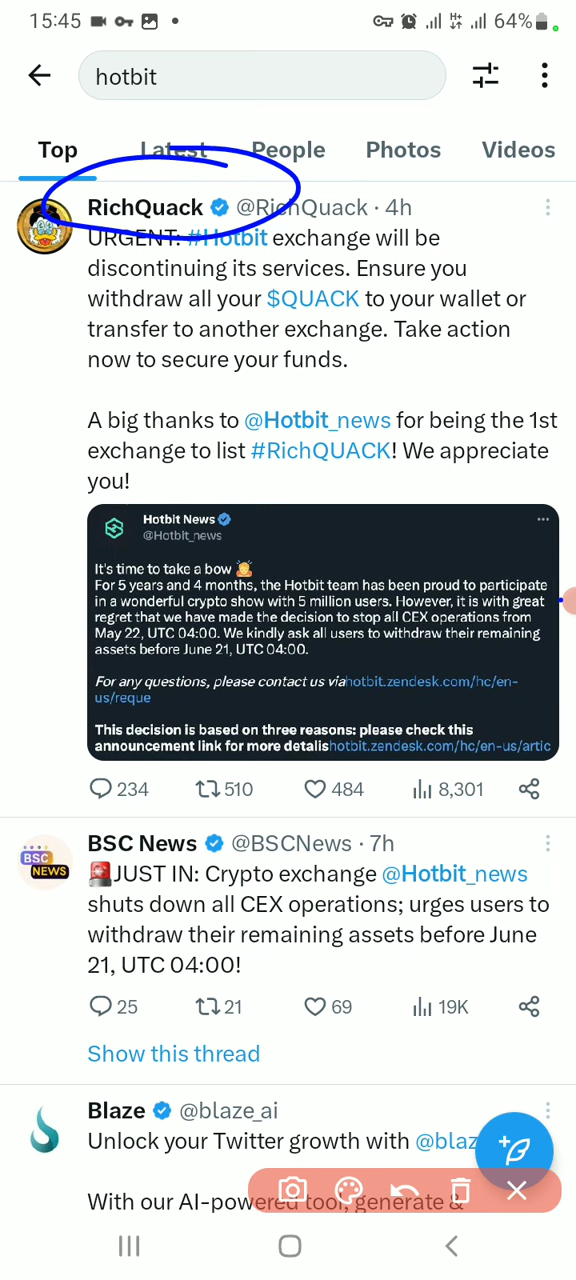 15:45
64%
hotbit
Top Latest People Photos Videos
RichQuack @RichQuack · 4h
URGENT: #Hotbit exchange will be
discontinuing its services. Ensure you
withdraw all your $QUACK to your wallet or
transfer to another exchange. Take action
now to secure your funds.
A big thanks to @Hotbit_news for being the 1st
exchange to list #RichQUACK! We appreciate
you!
Hotbit News
@Hotbit_news
It's time to take a bow
For 5 years and 4 months, the Hotbit team has been proud to participate
in a wonderful crypto show with 5 million users. However, it is with great
regret that we have made the decision to stop all CEX operations from
May 22, UTC 04:00. We kindly ask all users to withdraw their remaining
assets before June 21, UTC 04:00.
For any questions, please contact us viahotbit.zendesk.com/hc/en-
us/reque
This decision is based on three reasons: please check this
announcement link for more detalishotbit.zendesk.com/hc/en-us/artic
234 510 484 8,301
BSC NEWS
BSC News @BSCNews · 7h
JUST IN: Crypto exchange @Hotbit_news
shuts down all CEX operations; urges users to
withdraw their remaining assets before June
21, UTC 04:00!
25 21 69 19K
Show this thread
Blaze @blaze_ai
Unlock your Twitter growth with @blaz
With our AI-powered tool, generate &